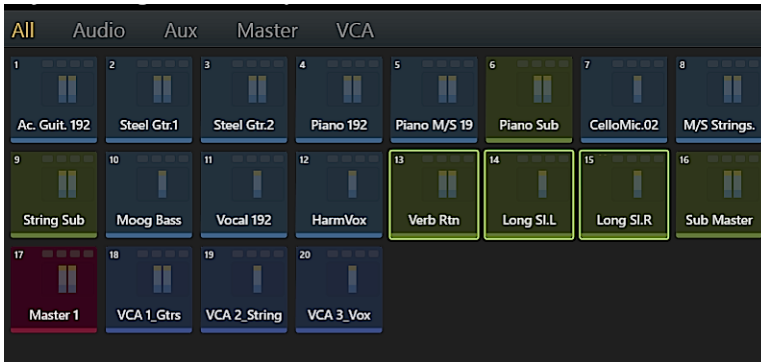 All Audio Aux Master VCA
1 2 3 4 5 6 7 8
Ac. Guit. 192 Steel Gtr.1 Steel Gtr.2 Piano 192 Piano M/S 19 Piano Sub CelloMic.02 M/S Strings.
9 10 11 12 13 14 15 16
String Sub Moog Bass Vocal 192 HarmVox Verb Rtn Long Sl.L Long Sl.R Sub Master
17 18 19 20
Master 1 VCA 1_Gtrs VCA 2_String VCA 3_Vox